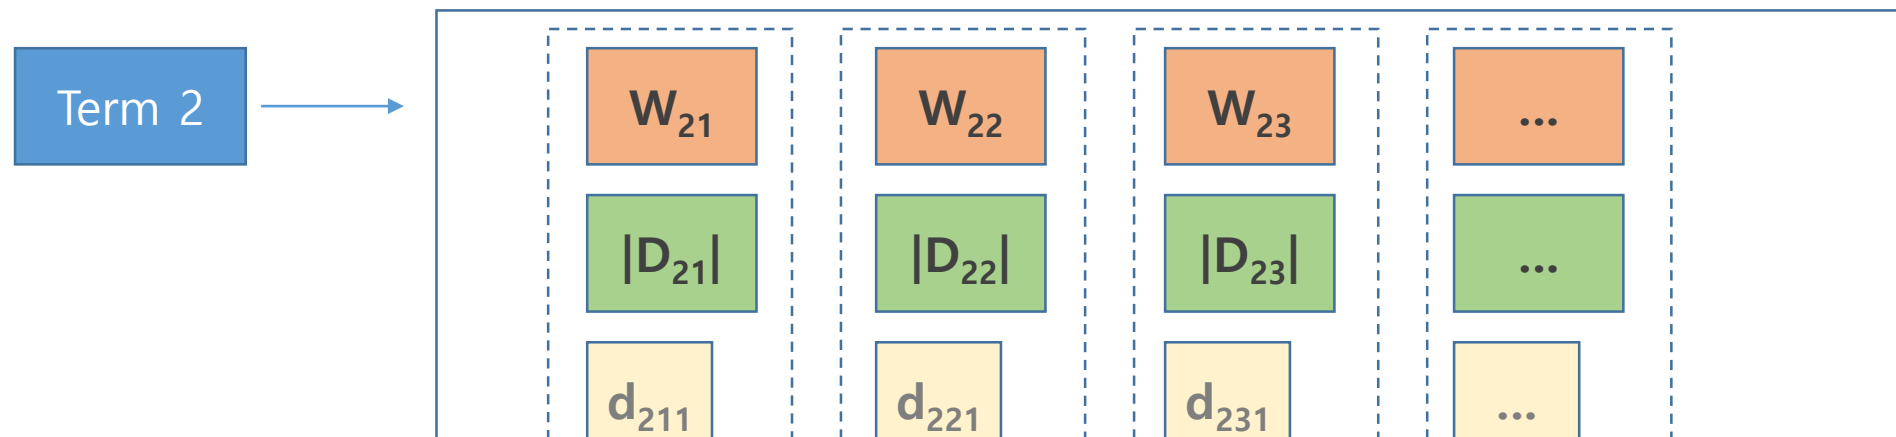 Term 2 W₂₁ W₂₂ W₂₃ ...
|D₂₁| |D₂₂| |D₂₃| ...
d₂₁₁ d₂₂₁ d₂₃₁ ...